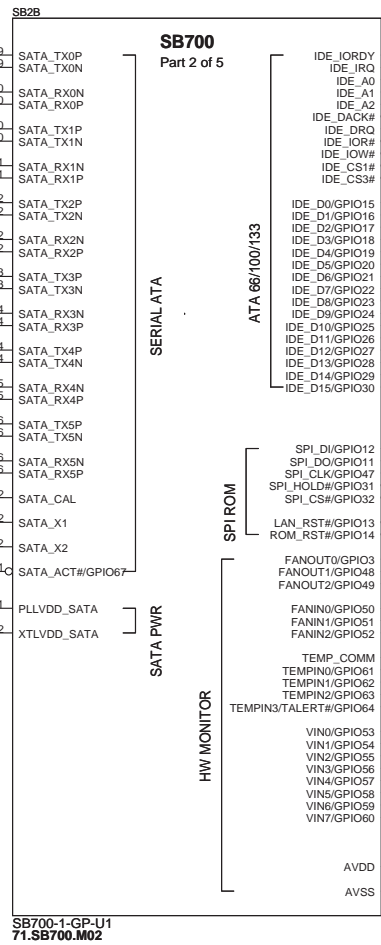 SB2B
SB700
Part 2 of 5
SATA_TX0P
SATA_TX0N
SATA_RX0N
SATA_RX0P
SATA_TX1P
SATA_TX1N
SATA_RX1N
SATA_RX1P
SATA_TX2P
SATA_TX2N
SATA_RX2N
SATA_RX2P
SATA_TX3P
SATA_TX3N
SATA_RX3N
SATA_RX3P
SATA_TX4P
SATA_TX4N
SATA_RX4N
SATA_RX4P
SATA_TX5P
SATA_TX5N
SATA_RX5N
SATA_RX5P
SATA_CAL
SATA_X1
SATA_X2
SATA_ACT#/GPIO67
PLLVDD_SATA
XTLVDD_SATA
SERIAL ATA
SATA PWR
ATA 66/100/133
SPI ROM
HW MONITOR
IDE_IORDY
IDE_IRQ
IDE_A0
IDE_A1
IDE_A2
IDE_DACK#
IDE_DRQ
IDE_IOR#
IDE_IOW#
IDE_CS1#
IDE_CS3#
IDE_D0/GPIO15
IDE_D1/GPIO16
IDE_D2/GPIO17
IDE_D3/GPIO18
IDE_D4/GPIO19
IDE_D5/GPIO20
IDE_D6/GPIO21
IDE_D7/GPIO22
IDE_D8/GPIO23
IDE_D9/GPIO24
IDE_D10/GPIO25
IDE_D11/GPIO26
IDE_D12/GPIO27
IDE_D13/GPIO28
IDE_D14/GPIO29
IDE_D15/GPIO30
SPI_DI/GPIO12
SPI_DO/GPIO11
SPI_CLK/GPIO47
SPI_HOLD#/GPIO31
SPI_CS#/GPIO32
LAN_RST#/GPIO13
ROM_RST#/GPIO14
FANOUT0/GPIO3
FANOUT1/GPIO48
FANOUT2/GPIO49
FANIN0/GPIO50
FANIN1/GPIO51
FANIN2/GPIO52
TEMP_COMM
TEMPIN0/GPIO61
TEMPIN1/GPIO62
TEMPIN2/GPIO63
TEMPIN3/TALERT#/GPIO64
VIN0/GPIO53
VIN1/GPIO54
VIN2/GPIO55
VIN3/GPIO56
VIN4/GPIO57
VIN5/GPIO58
VIN6/GPIO59
VIN7/GPIO60
AVDD
AVSS
SB700-1-GP-U1
71.SB700.M02